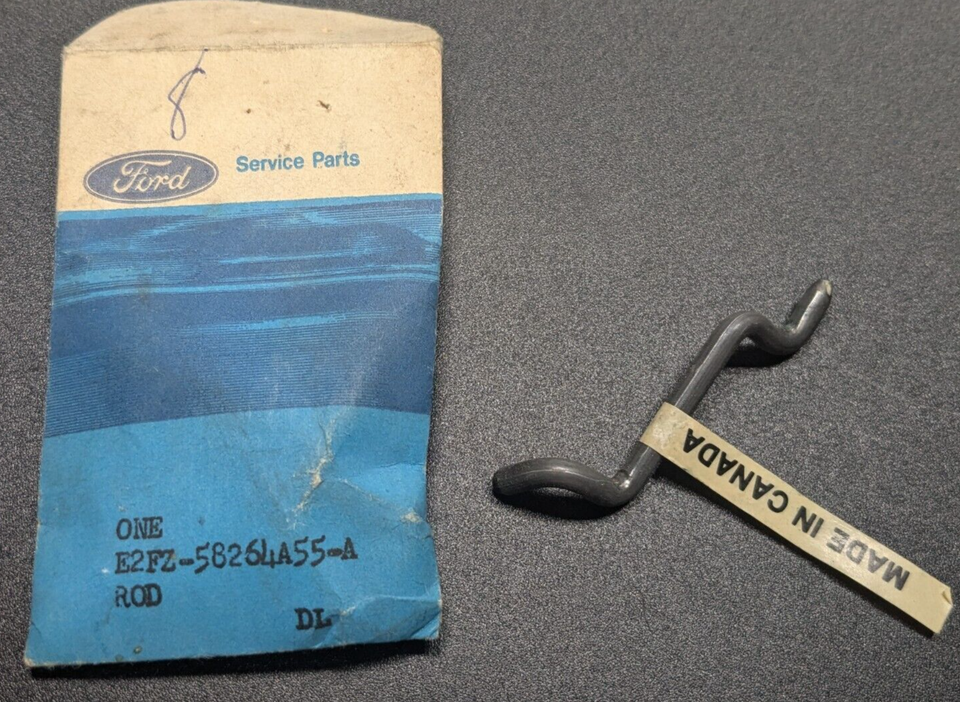 8
Ford
Service Parts
ONE
E2FZ-58264A55-A
ROD
DL
MADE IN CANADA